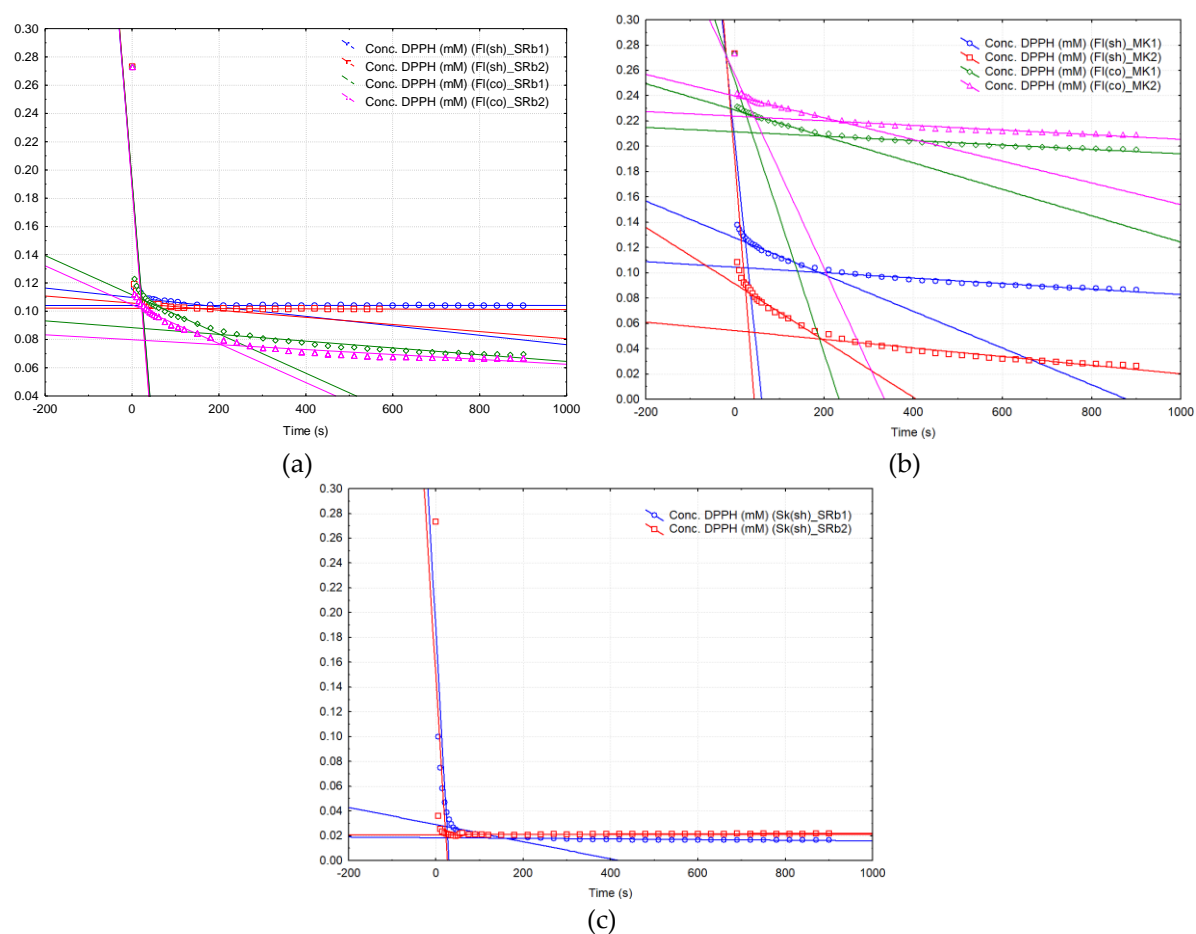 0.30
0.28
0.26
0.24
0.22
0.20
0.18
0.16
0.14
0.12
0.10
0.08
0.06
0.04
-200 0 200 400 600 800 1000
Time (s)
Conc. DPPH (mM) (Fl(sh)_SRb1)
Conc. DPPH (mM) (Fl(sh)_SRb2)
Conc. DPPH (mM) (Fl(co)_SRb1)
Conc. DPPH (mM) (Fl(co)_SRb2)
(a)
0.30
0.28
0.26
0.24
0.22
0.20
0.18
0.16
0.14
0.12
0.10
0.08
0.06
0.04
0.02
0.00
-200 0 200 400 600 800 1000
Time (s)
Conc. DPPH (mM) (Fl(sh)_MK1)
Conc. DPPH (mM) (Fl(sh)_MK2)
Conc. DPPH (mM) (Fl(co)_MK1)
Conc. DPPH (mM) (Fl(co)_MK2)
(b)
0.30
0.28
0.26
0.24
0.22
0.20
0.18
0.16
0.14
0.12
0.10
0.08
0.06
0.04
0.02
0.00
-200 0 200 400 600 800 1000
Time (s)
Conc. DPPH (mM) (Sk(sh)_SRb1)
Conc. DPPH (mM) (Sk(sh)_SRb2)
(c)